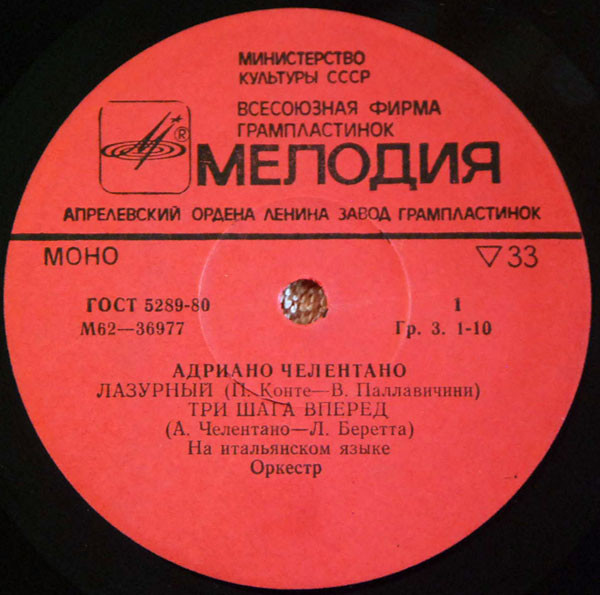 МИНИСТЕРСТВО
КУЛЬТУРЫ СССР
ВСЕСОЮЗНАЯ ФИРМА
ГРАМПЛАСТИНОК
®
МЕЛОДИЯ
АПРЕЛЕВСКИЙ ОРДЕНА ЛЕНИНА ЗАВОД ГРАМПЛАСТИНОК
МОНО ▽ 33
ГОСТ 5289-80 1
М62—36977 Гр. 3. 1-10
АДРИАНО ЧЕЛЕНТАНО
ЛАЗУРНЫЙ (П. Конте—В. Паллавичини)
ТРИ ШАГА ВПЕРЕД
(А. Челентано—Л. Беретта)
На итальянском языке
Оркестр